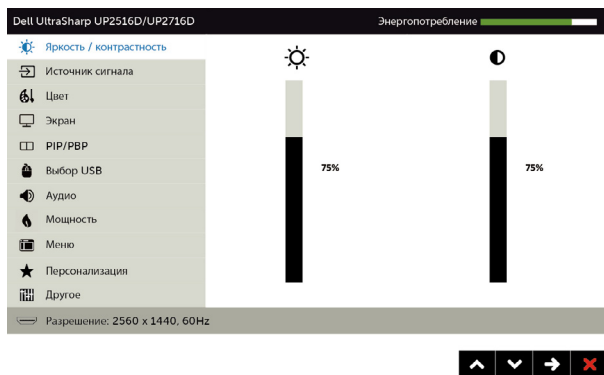 Dell UltraSharp UP2516D/UP2716D Энергопотребление
Яркость / контрастность
Источник сигнала
Цвет
Экран
PIP/PBP
Выбор USB
Аудио
Мощность
Меню
Персонализация
Другое
75% 75%
Разрешение: 2560 x 1440, 60Hz